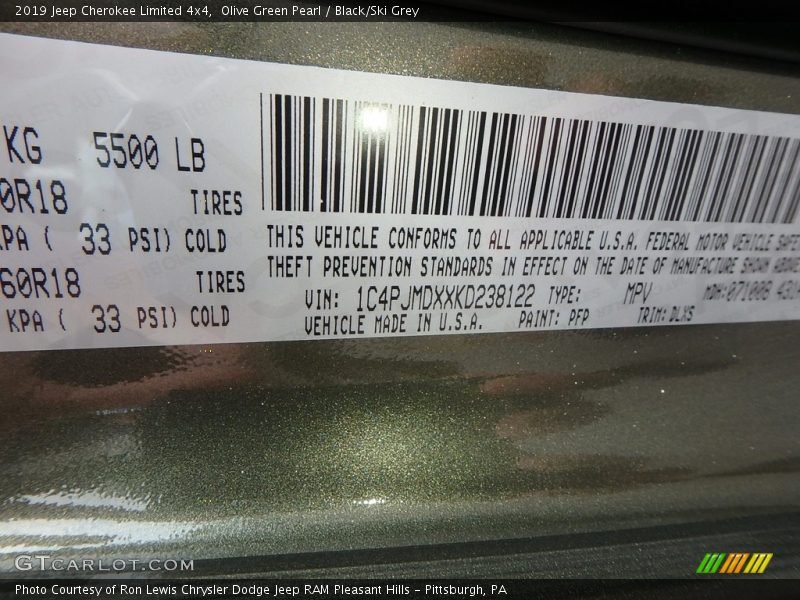 2019 Jeep Cherokee Limited 4x4, Olive Green Pearl / Black/Ski Grey
KG 5500 LB
0R18 TIRES
KPA ( 33 PSI) COLD
60R18 TIRES
KPA ( 33 PSI) COLD
THIS VEHICLE CONFORMS TO ALL APPLICABLE U.S.A. FEDERAL MOTOR VEHICLE SAFE
THEFT PREVENTION STANDARDS IN EFFECT ON THE DATE OF MANUFACTURE SHOWN ABOVE
VIN: 1C4PJMDXXKD238122 TYPE: MPV MDH:071008
VEHICLE MADE IN U.S.A. PAINT: PFP TRIM: DLXS
GTCARLOT.COM
Photo Courtesy of Ron Lewis Chrysler Dodge Jeep RAM Pleasant Hills - Pittsburgh, PA